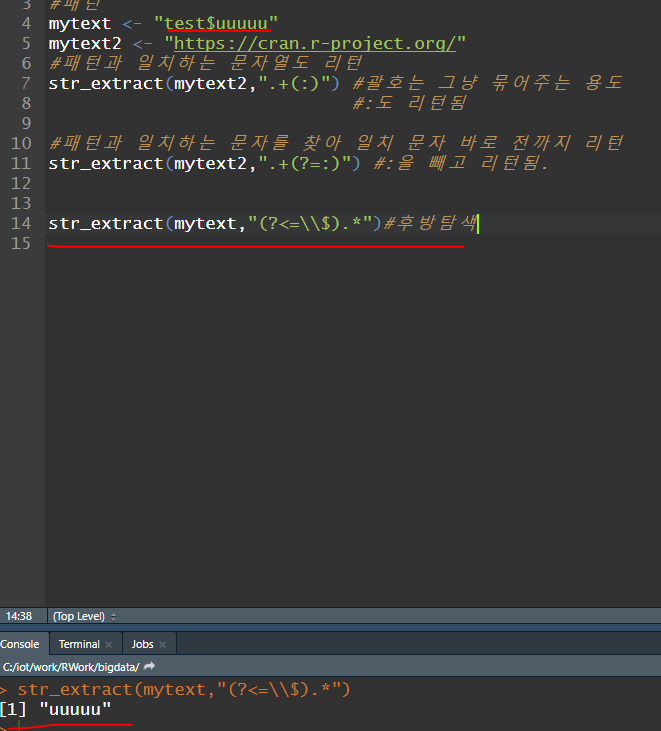 3 #패턴
4 mytext <- "test$uuuuu"
5 mytext2 <- "https://cran.r-project.org/"
6 #패턴과 일치하는 문자열도 리턴
7 str_extract(mytext2,".+(:)") #괄호는 그냥 묶어주는 용도
8 #:도 리턴됨
9
10 #패턴과 일치하는 문자를 찾아 일치 문자 바로 전까지 리턴
11 str_extract(mytext2,".+(?=:)") #:을 빼고 리턴됨.
12
13
14 str_extract(mytext,"(?<=\\$).*")#후방탐색
15
14:38 (Top Level)
Console Terminal Jobs
C:/iot/work/RWork/bigdata/
> str_extract(mytext,"(?<=\\$).*")
[1] "uuuuu"
>